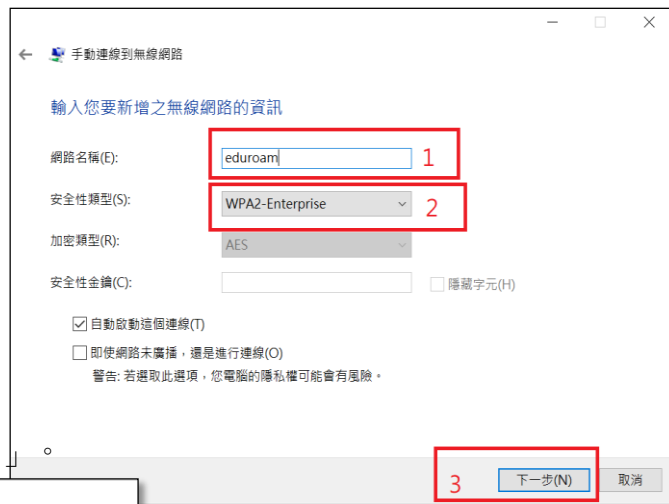 手動連線到無線網路
輸入您要新增之無線網路的資訊
網路名稱(E): eduroam 1
安全性類型(S): WPA2-Enterprise 2
加密類型(R): AES
安全性金鑰(C): 隱藏字元(H)
自動啟動這個連線(T)
即使網路未廣播，還是進行連線(O)
警告: 若選取此選項，您電腦的隱私權可能會有風險。
。
3 下一步(N) 取消